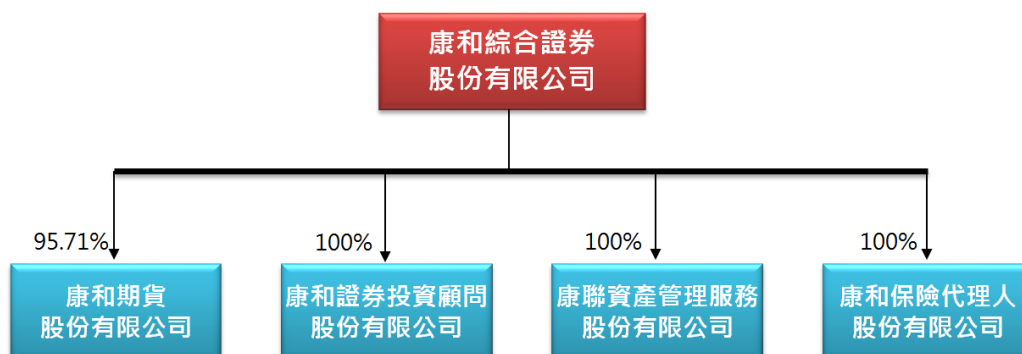 康和綜合證券
股份有限公司
95.71%
100%
100%
100%
康和期貨
股份有限公司
康和證券投資顧問
股份有限公司
康聯資產管理服務
股份有限公司
康和保險代理人
股份有限公司